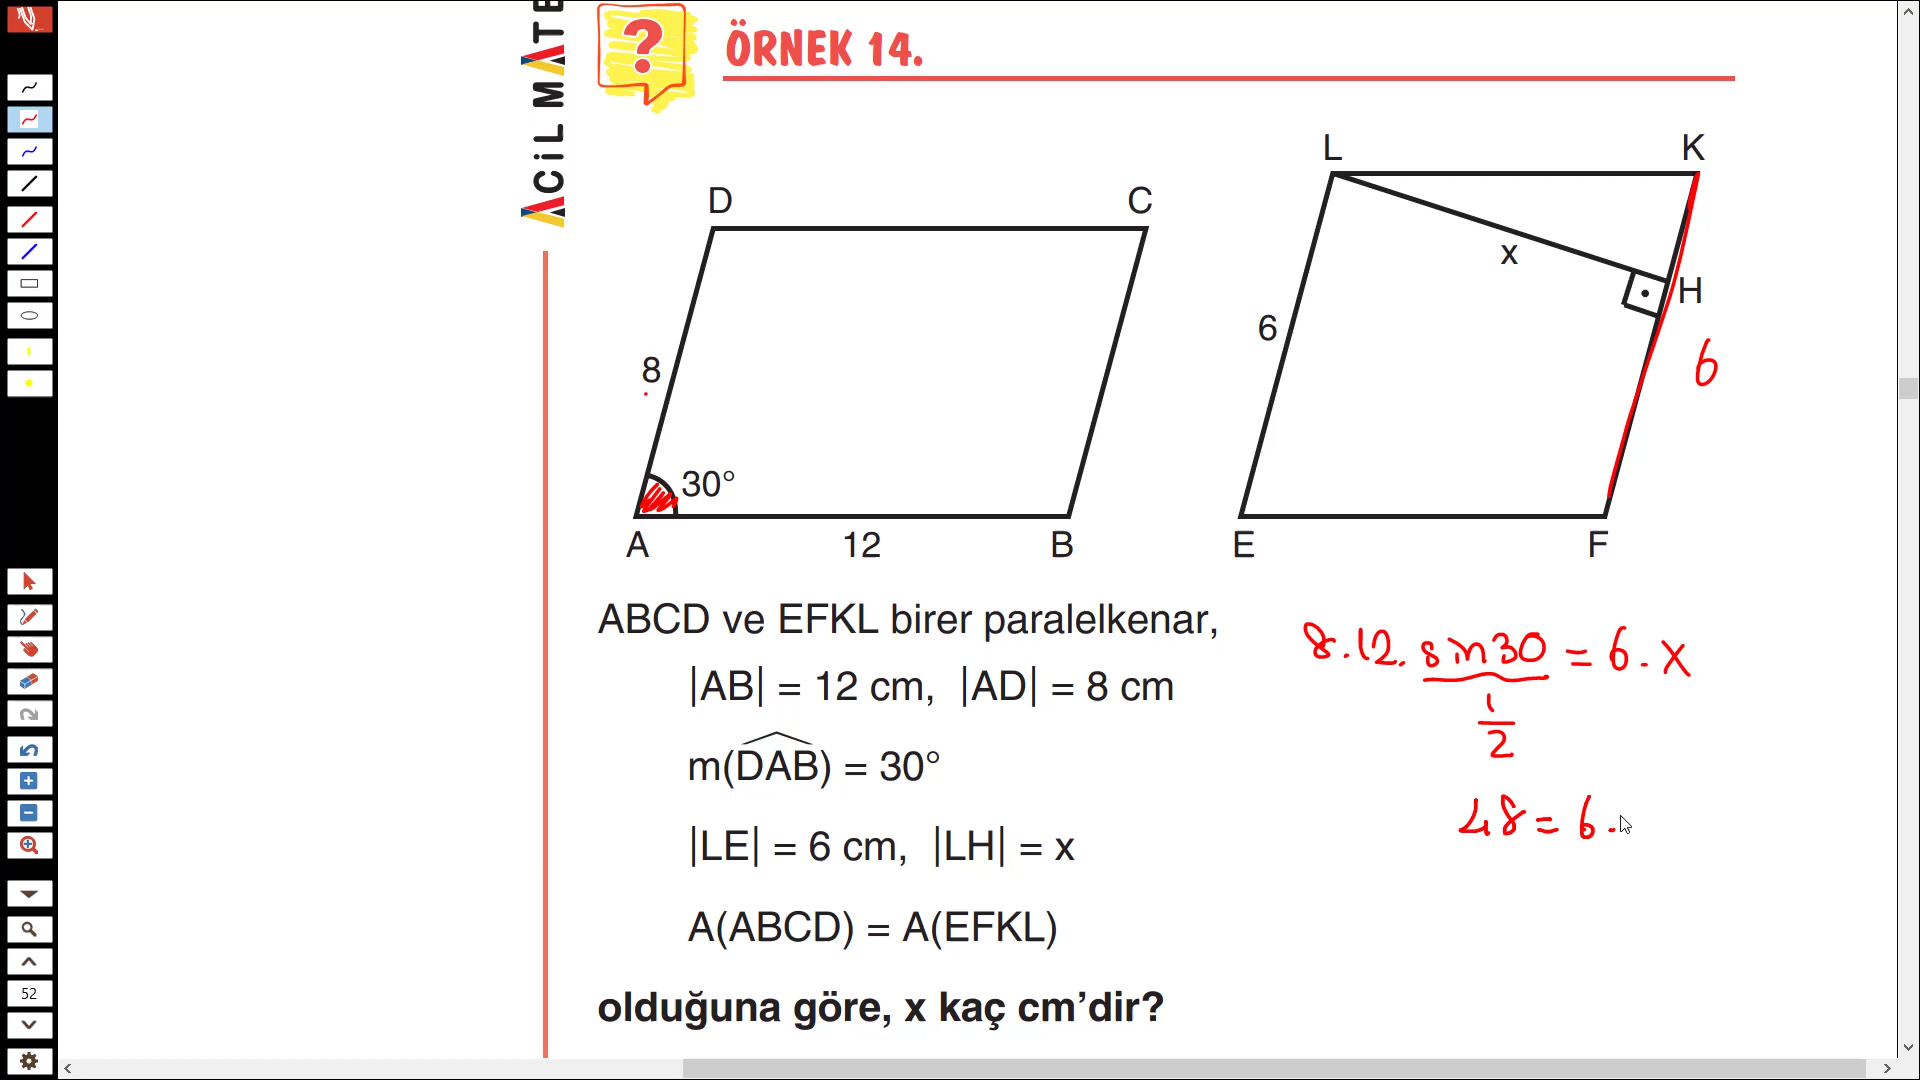 ACİL MATE
?
ÖRNEK 14.
D
C
8
30°
A
12
B
L
K
x
H
6
6
E
F
ABCD ve EFKL birer paralelkenar,
|AB| = 12 cm, |AD| = 8 cm
m(DAB) = 30°
|LE| = 6 cm, |LH| = x
A(ABCD) = A(EFKL)
olduğuna göre, x kaç cm’dir?
8.12. sin30 = 6.x
1
2
48 = 6.
52